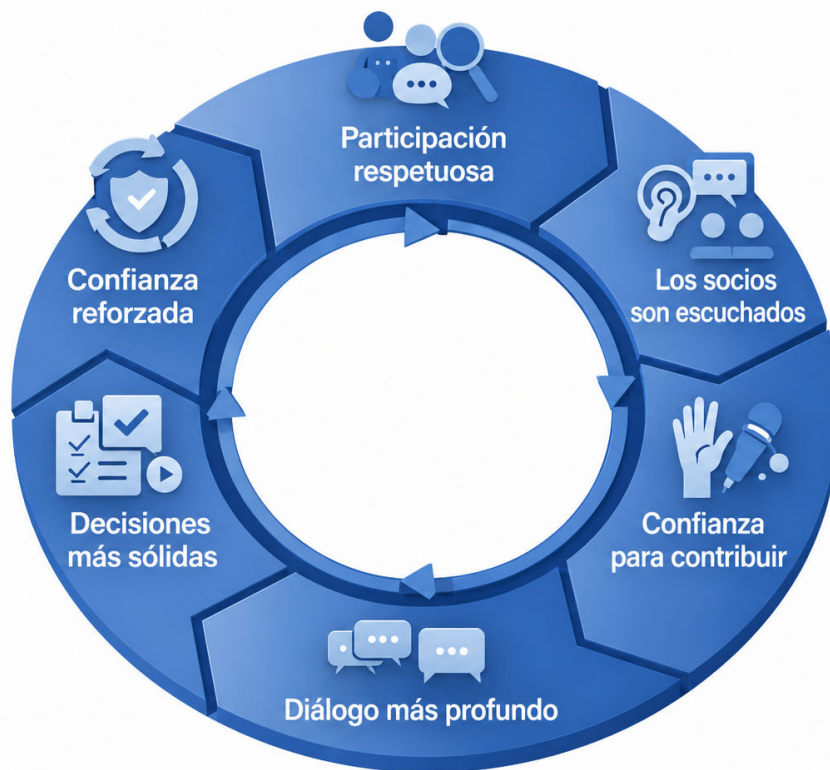 Participación
respetuosa
Los socios
son escuchados
Confianza
para contribuir
Diálogo más profundo
Decisiones
más sólidas
Confianza
reforzada